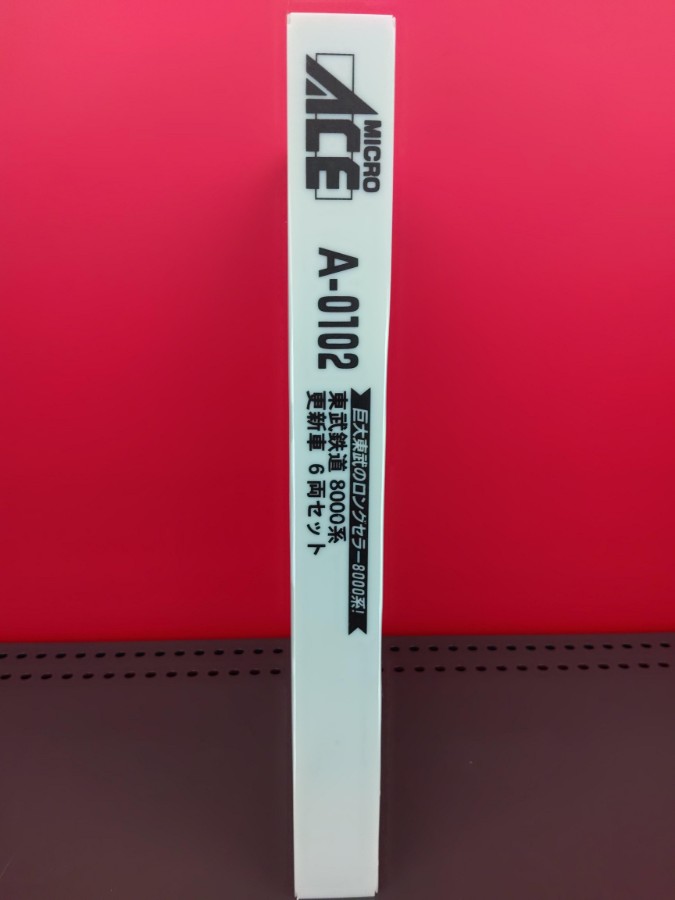 MICRO
ACE
A-0102
巨大東武のロングセラー8000系!
東武鉄道 8000系
更新車 6両セット